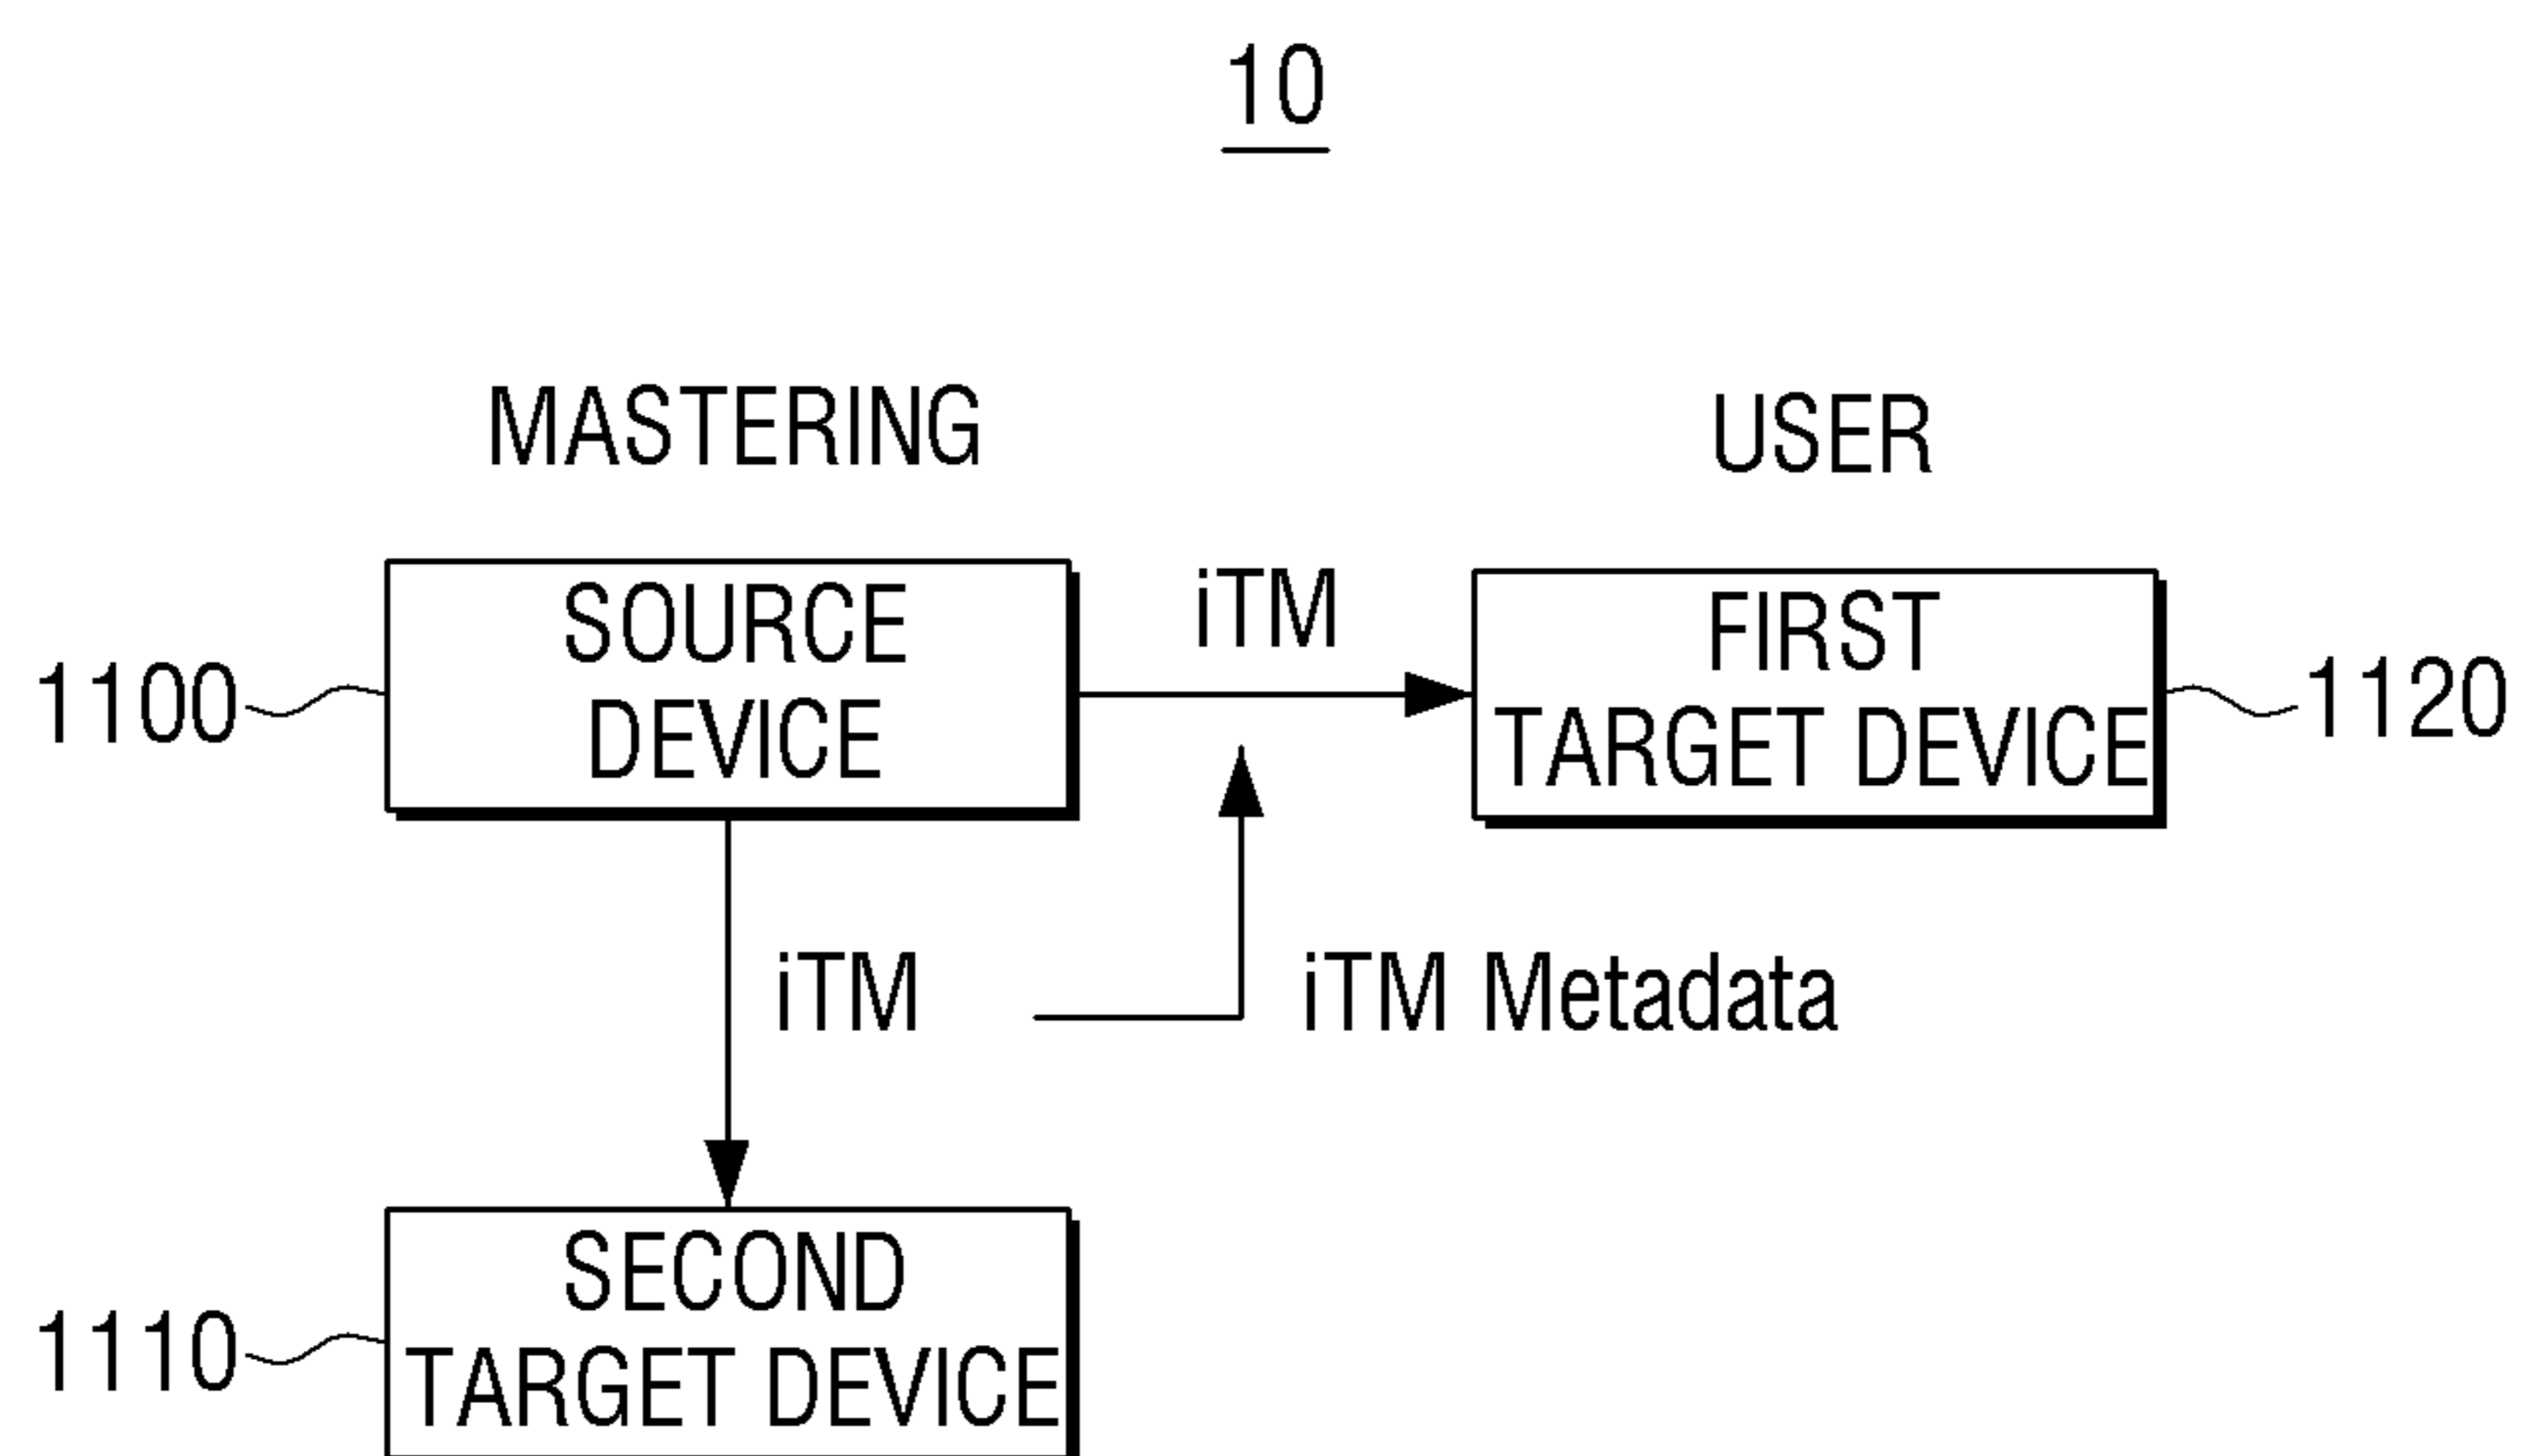 10
MASTERING
USER
SOURCE
DEVICE
1100
iTM
FIRST
TARGET DEVICE
1120
iTM
iTM Metadata
SECOND
TARGET DEVICE
1110